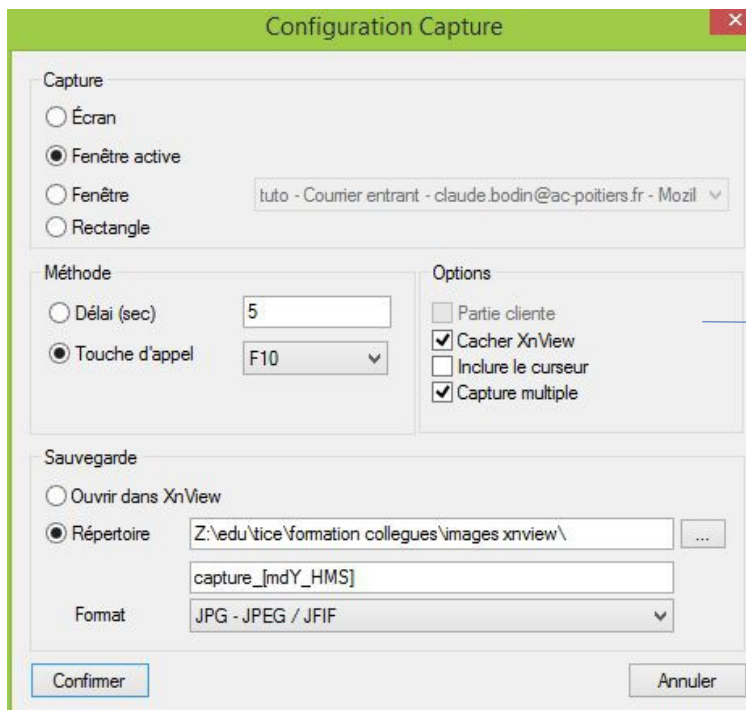 Configuration Capture
Capture
Écran
Fenêtre active
Fenêtre
tuto - Courrier entrant - claude.bodin@ac-poitiers.fr - Mozil
Rectangle
Méthode
Délai (sec)
5
Touche d'appel
F10
Options
Partie cliente
Cacher XnView
Inclure le curseur
Capture multiple
Sauvegarde
Ouvrir dans XnView
Répertoire
Z:\edu\tice\formation collegues\images xnview\
...
capture_[mdY_HMS]
Format
JPG - JPEG / JFIF
Confirmer
Annuler